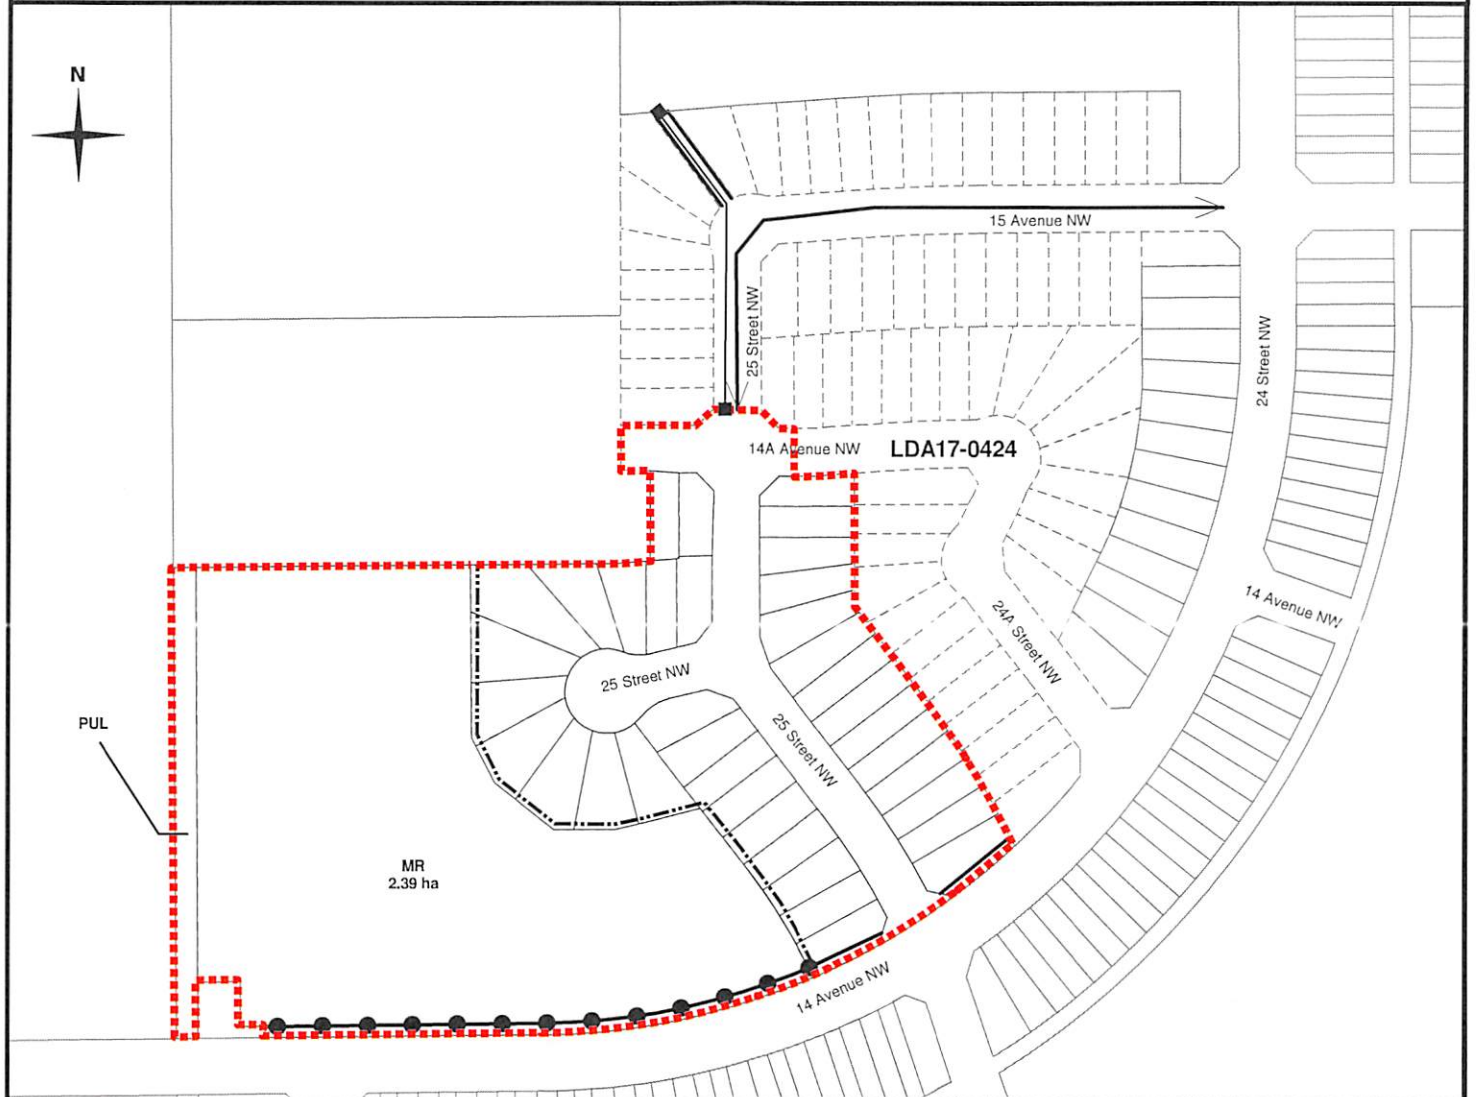 N
15 Avenue NW
25 Street NW
24 Street NW
14A Avenue NW
LDA17-0424
14 Avenue NW
24A Street NW
25 Street NW
PUL
25 Street NW
MR
2.39 ha
14 Avenue NW